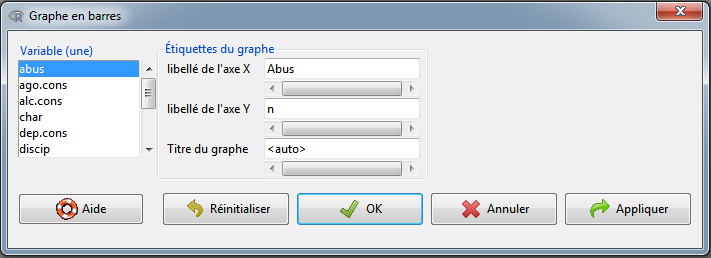 Graphe en barres
Variable (une)
abus
ago.cons
alc.cons
char
dep.cons
discip
Étiquettes du graphe
libellé de l'axe X
Abus
libellé de l'axe Y
n
Titre du graphe
<auto>
Aide
Réinitialiser
OK
Annuler
Appliquer